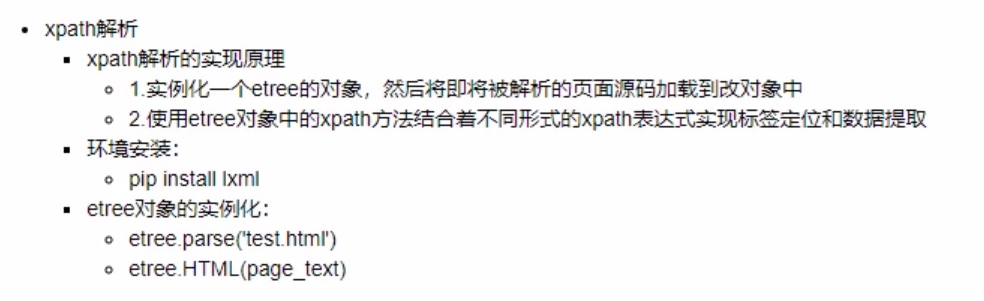 xpath解析
xpath解析的实现原理
1.实例化一个etree的对象，然后将即将被解析的页面源码加载到改对象中
2.使用etree对象中的xpath方法结合着不同形式的xpath表达式实现标签定位和数据提取
环境安装：
pip install lxml
etree对象的实例化：
etree.parse('test.html')
etree.HTML(page_text)